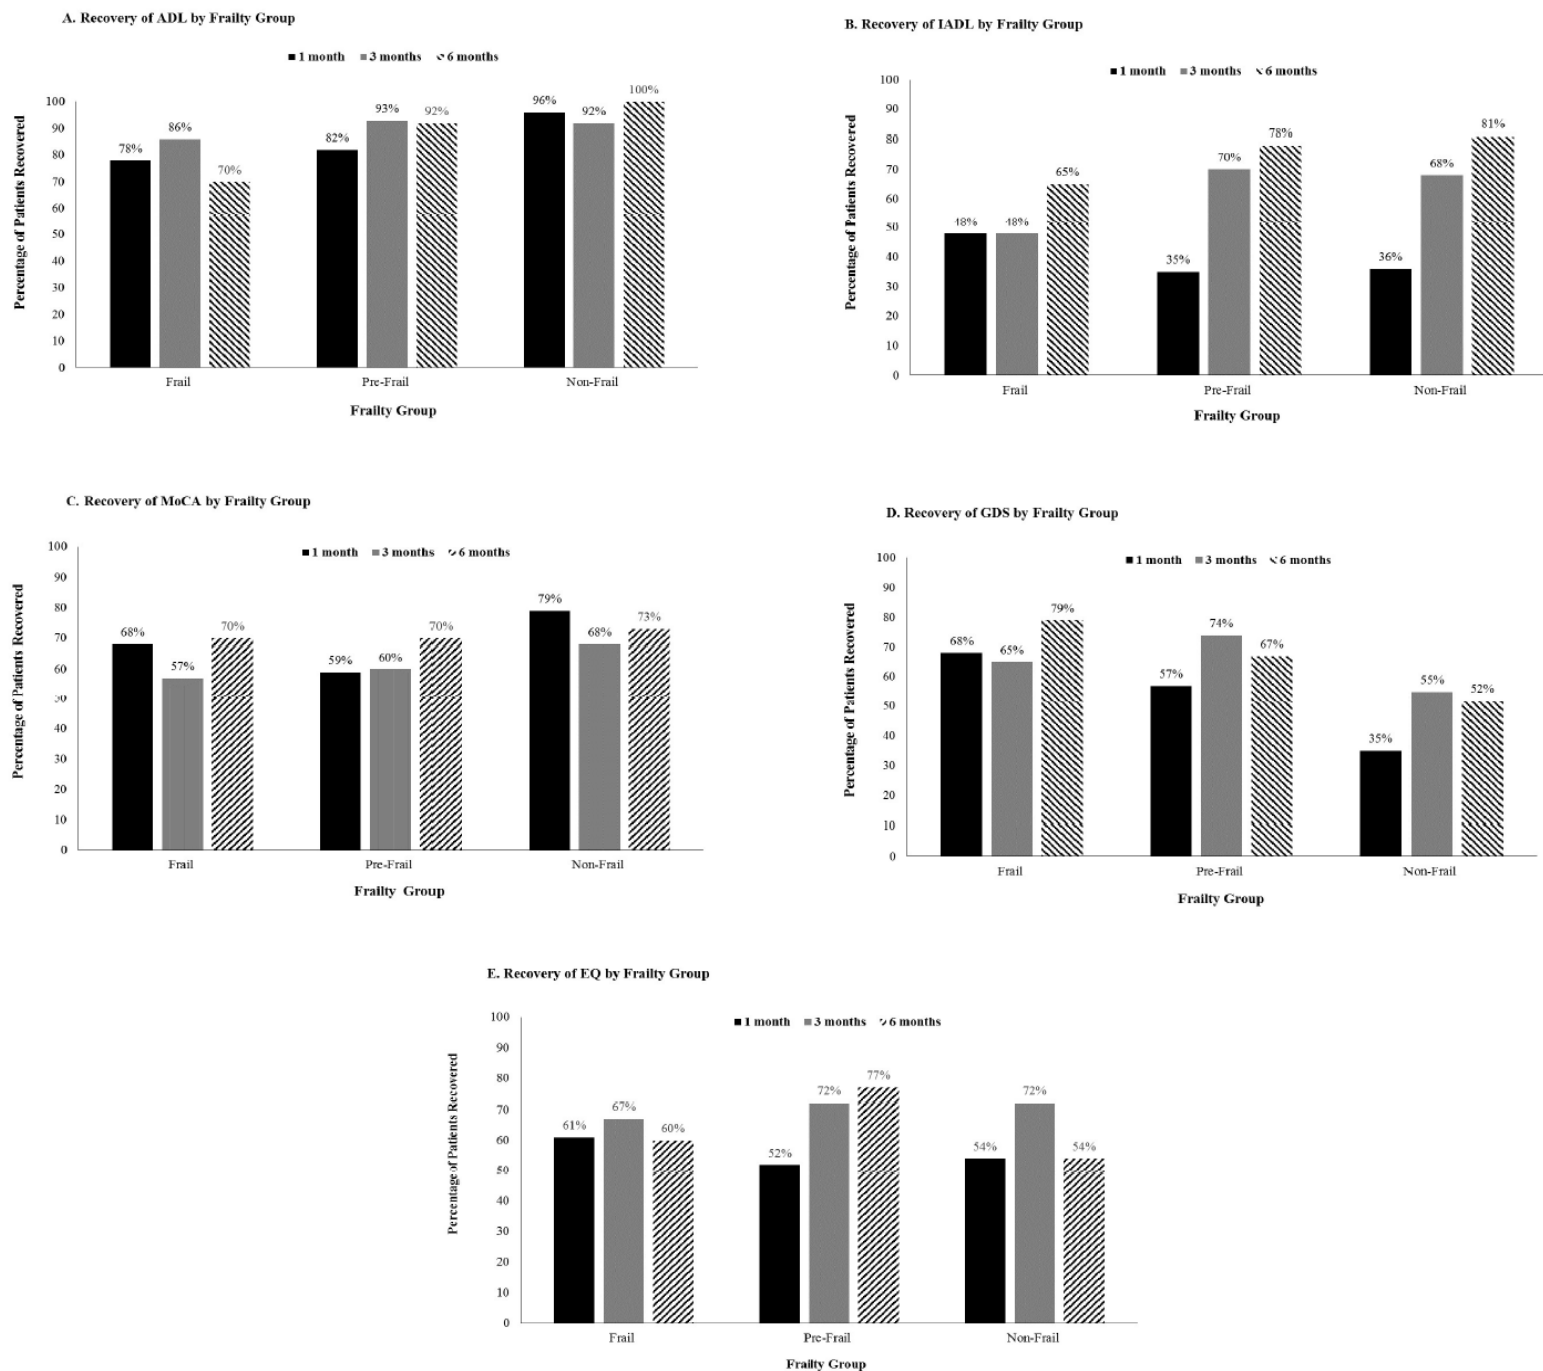 A. Recovery of ADL by Frailty Group
1 month 3 months 6 months
Percentage of Patients Recovered
100
90
80
70
60
50
40
30
20
10
0
78% 86% 70%
82% 93% 92%
96% 92% 100%
Frail Pre-Frail Non-Frail
Frailty Group
B. Recovery of IADL by Frailty Group
1 month 3 months 6 months
Percentage of Patients Recovered
100
90
80
70
60
50
40
30
20
10
0
48% 48% 65%
35% 70% 78%
36% 68% 81%
Frail Pre-Frail Non-Frail
Frailty Group
C. Recovery of MoCA by Frailty Group
1 month 3 months 6 months
Percentage of Patients Recovered
100
90
80
70
60
50
40
30
20
10
0
68% 57% 70%
59% 60% 70%
79% 68% 73%
Frail Pre-Frail Non-Frail
Frailty Group
D. Recovery of GDS by Frailty Group
1 month 3 months 6 months
Percentage of Patients Recovered
100
90
80
70
60
50
40
30
20
10
0
68% 65% 79%
57% 74% 67%
35% 55% 52%
Frail Pre-Frail Non-Frail
Frailty Group
E. Recovery of EQ by Frailty Group
1 month 3 months 6 months
Percentage of Patients Recovered
100
90
80
70
60
50
40
30
20
10
0
61% 67% 60%
52% 72% 77%
54% 72% 54%
Frail Pre-Frail Non-Frail
Frailty Group